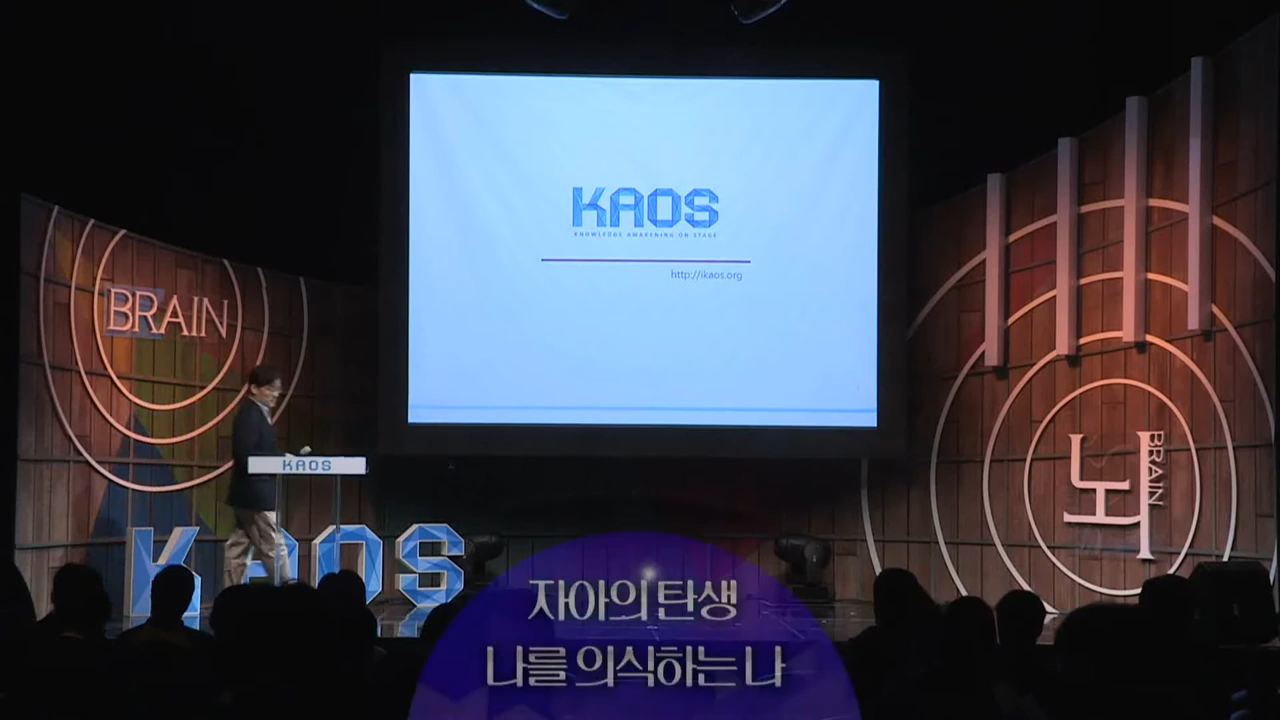 KAOS
KNOWLEDGE AWAKENING ON STAGE
http://ikaos.org
BRAIN
KAOS
KAOS
뇌
BRAIN
자아의 탄생
나를 의식하는 나